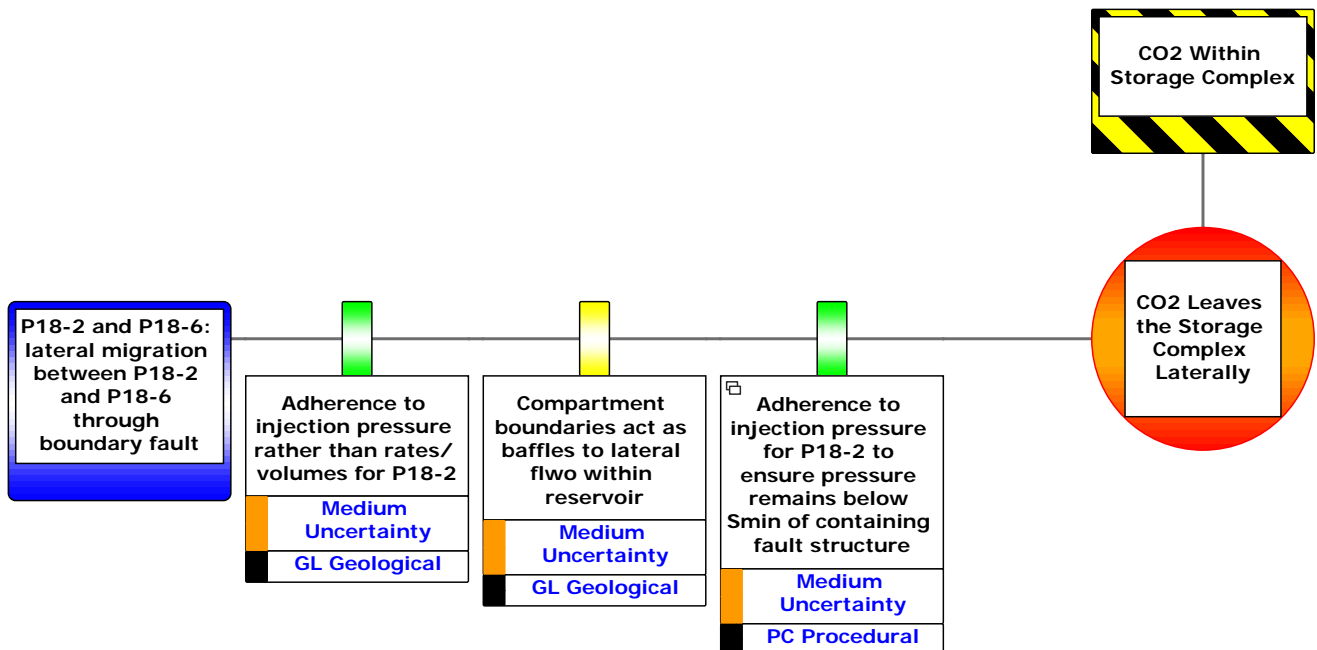 CO2 Within
Storage Complex
P18-2 and P18-6:
lateral migration
between P18-2
and P18-6
through
boundary fault
Adherence to
injection pressure
rather than rates/
volumes for P18-2
Medium
Uncertainty
GL Geological
Compartment
boundaries act as
baffles to lateral
flwo within
reservoir
Medium
Uncertainty
GL Geological
Adherence to
injection pressure
for P18-2 to
ensure pressure
remains below
Smin of containing
fault structure
Medium
Uncertainty
PC Procedural
CO2 Leaves
the Storage
Complex
Laterally